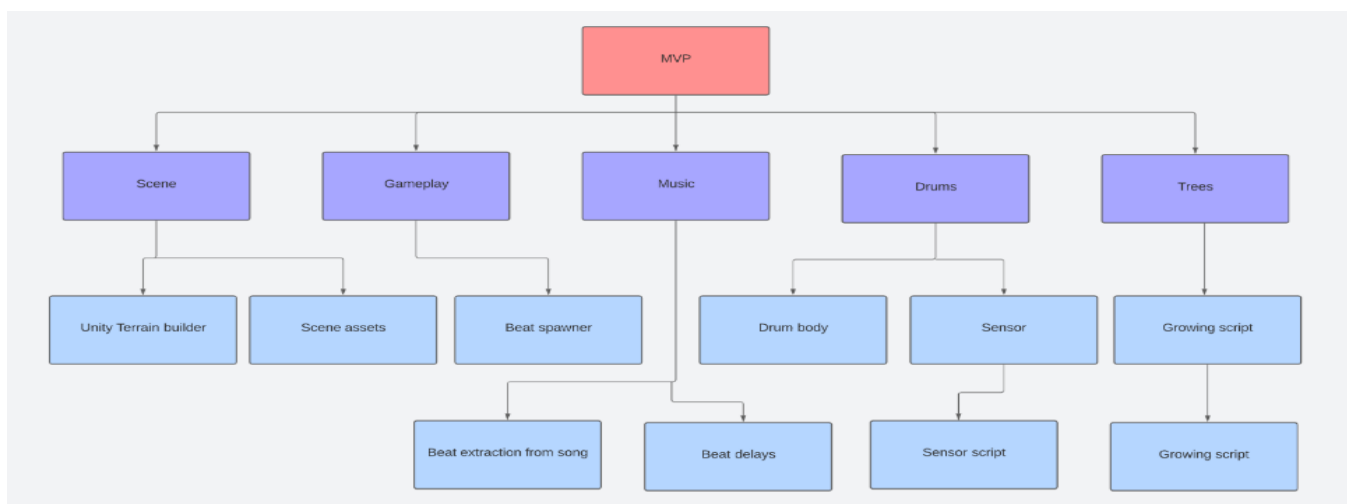 MVP
Scene
Gameplay
Music
Drums
Trees
Unity Terrain builder
Scene assets
Beat spawner
Drum body
Sensor
Growing script
Beat extraction from song
Beat delays
Sensor script
Growing script